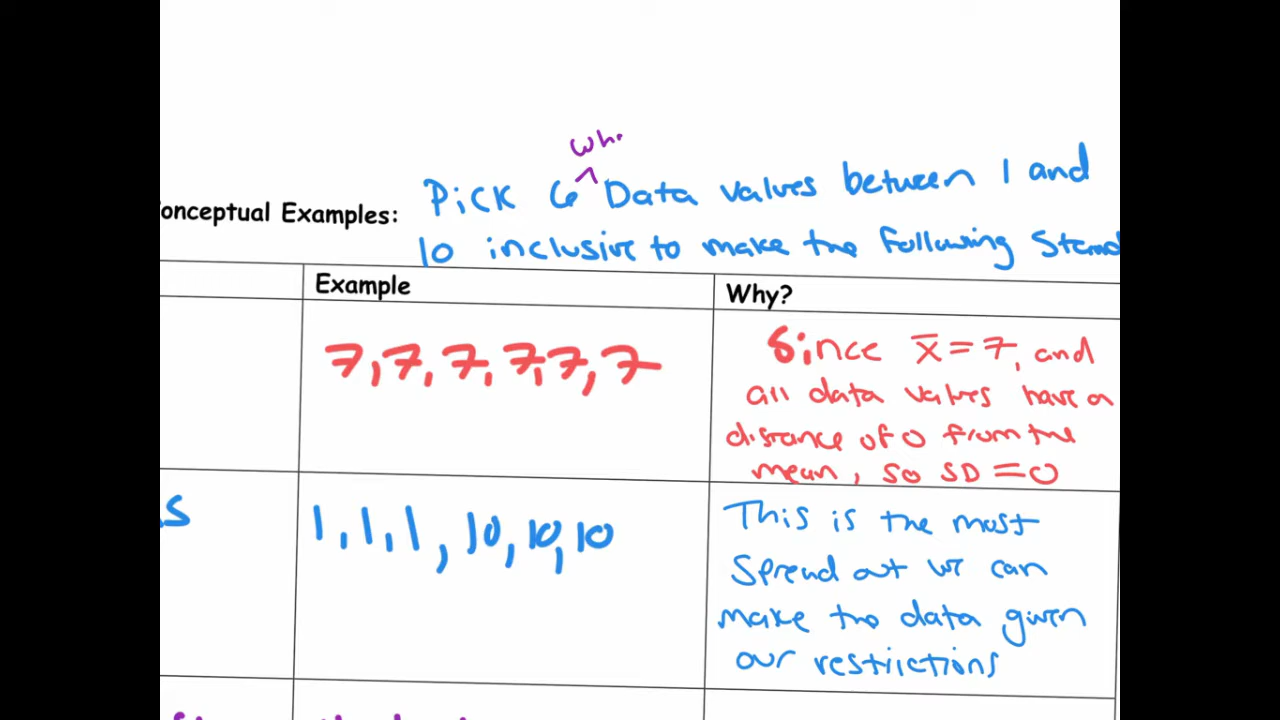 wh
Pick 6 ^ Data values between 1 and
onceptual Examples:
10 inclusive to make the following Stand
Example
Why?
7, 7, 7, 7, 7, 7
Since x̄ = 7, and
all data values have a
distance of 0 from the
mean, so SD = 0
s
1, 1, 1, 10, 10, 10
This is the most
spread out we can
make the data given
our restrictions